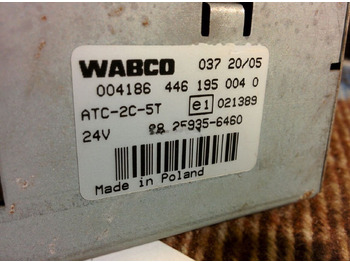 WABCO 037 20/05
004186 446 195 004 0
ATC-2C-5T e1 021389
24V 25935-6460
Made in Poland